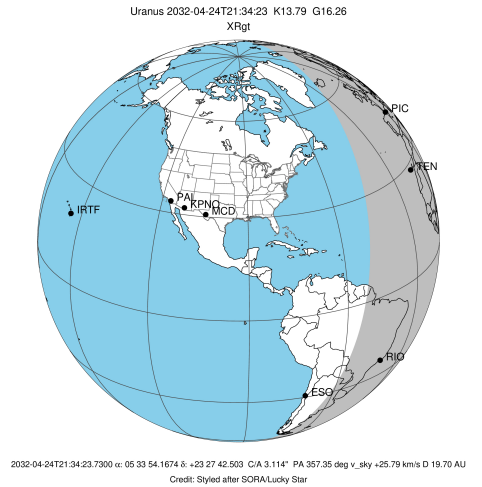 Uranus 2032-04-24T21:34:23 K13.79 G16.26
XRgt
PIC
TEN
PAL
KPNO
MCD
IRTF
RIO
ESO
2032-04-24T21:34:23.7300 α: 05 33 54.1674 δ: +23 27 42.503 C/A 3.114" PA 357.35 deg v_sky +25.79 km/s D 19.70 AU
Credit: Styled after SORA/Lucky Star